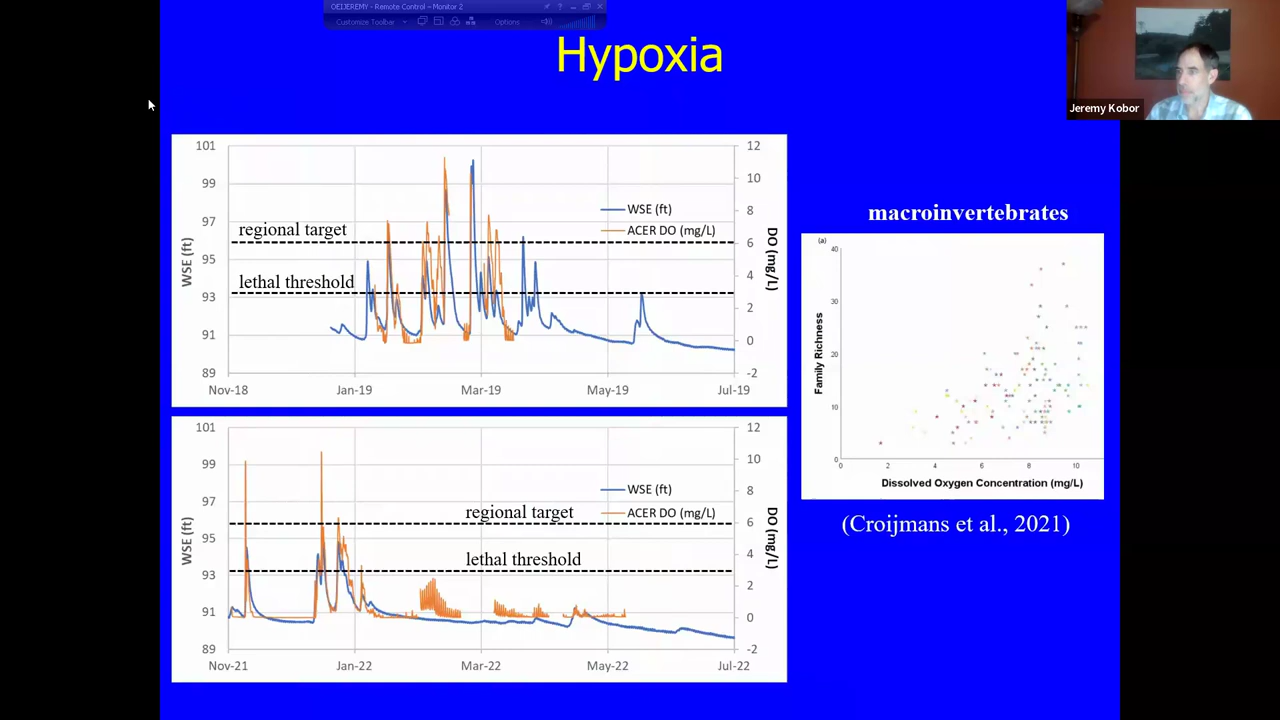 OEIJEREMY - Remote Control - Monitor 2
Customize Toolbar
Options
Hypoxia
Jeremy Kobor
101
99
97
95
93
91
89
WSE (ft)
12
10
8
6
4
2
0
-2
DO (mg/L)
WSE (ft)
ACER DO (mg/L)
regional target
lethal threshold
Nov-18
Jan-19
Mar-19
May-19
Jul-19
101
99
97
95
93
91
89
WSE (ft)
12
10
8
6
4
2
0
-2
DO (mg/L)
WSE (ft)
ACER DO (mg/L)
regional target
lethal threshold
Nov-21
Jan-22
Mar-22
May-22
Jul-22
macroinvertebrates
(a)
40
30
20
10
0
Family Richness
0
2
4
6
8
10
Dissolved Oxygen Concentration (mg/L)
(Croijmans et al., 2021)